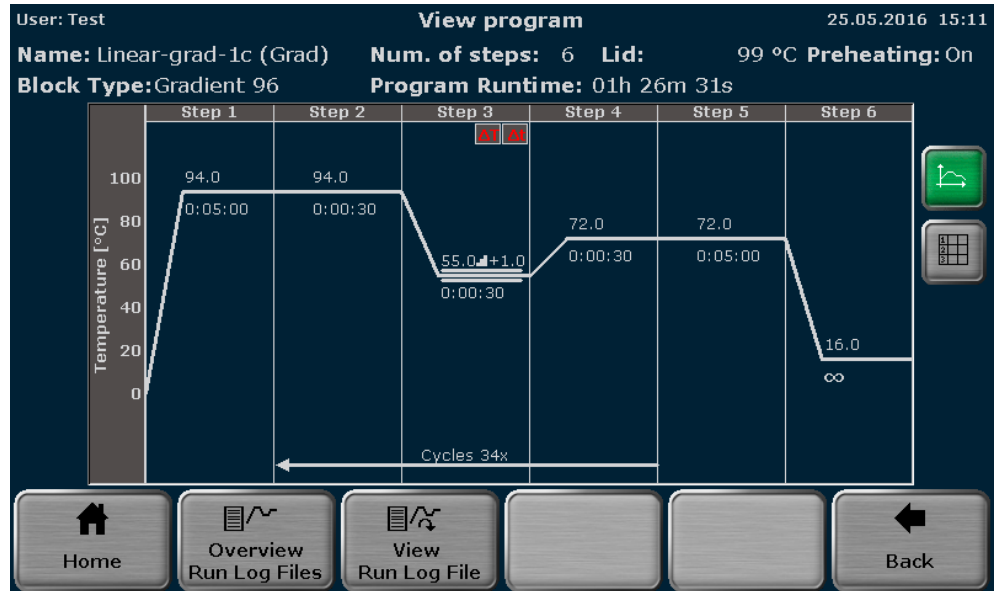 User: Test View program 25.05.2016 15:11
Name: Linear-grad-1c (Grad) Num. of steps: 6 Lid: 99 °C Preheating: On
Block Type:Gradient 96 Program Runtime: 01h 26m 31s
Step 1 Step 2 Step 3 Step 4 Step 5 Step 6
ΔT Δt
100 94.0 94.0
0:05:00 0:00:30
80 72.0 72.0
0:00:30 0:05:00
Temperature [°C]
60 55.0 +1.0
0:00:30
40
20 16.0
∞
0
Cycles 34x
1
2
3
Home
Overview
Run Log Files
View
Run Log File
Back